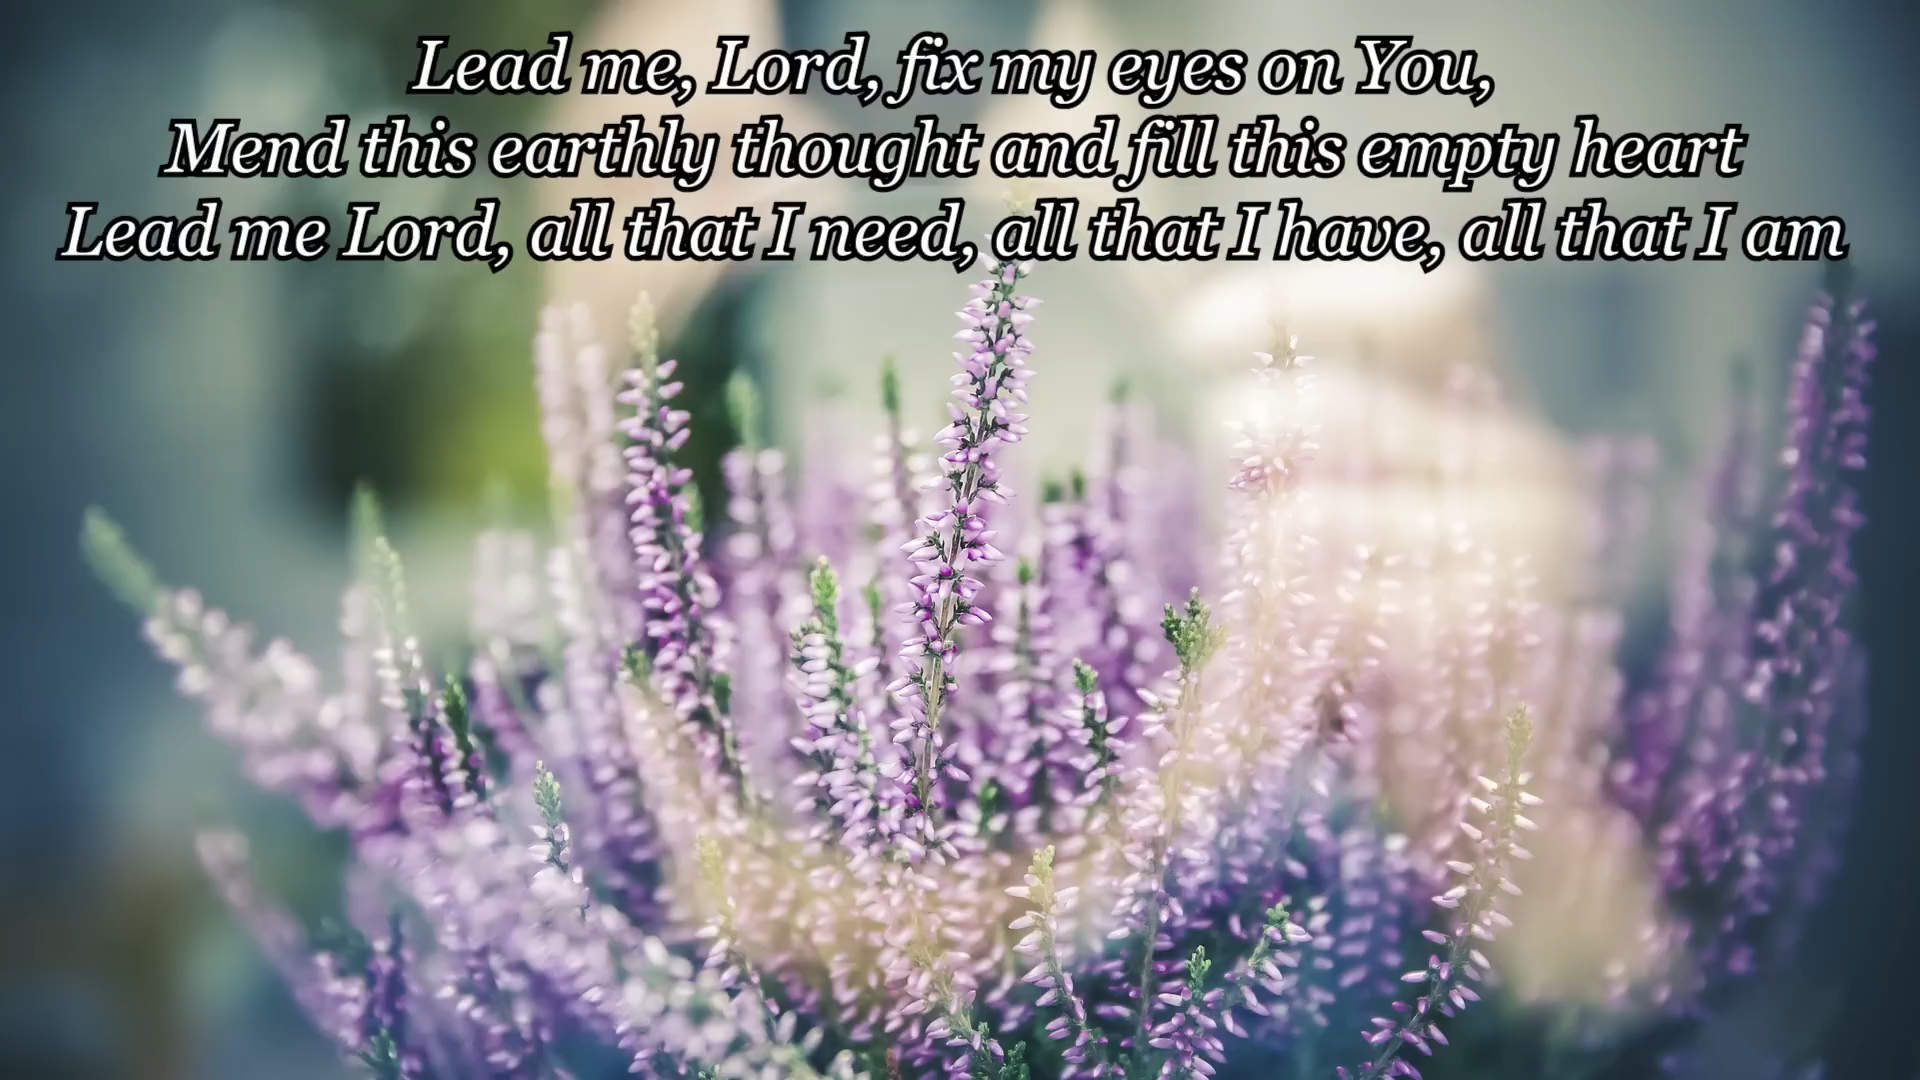 Lead me, Lord, fix my eyes on You,
Mend this earthly thought and fill this empty heart
Lead me Lord, all that I need, all that I have, all that I am